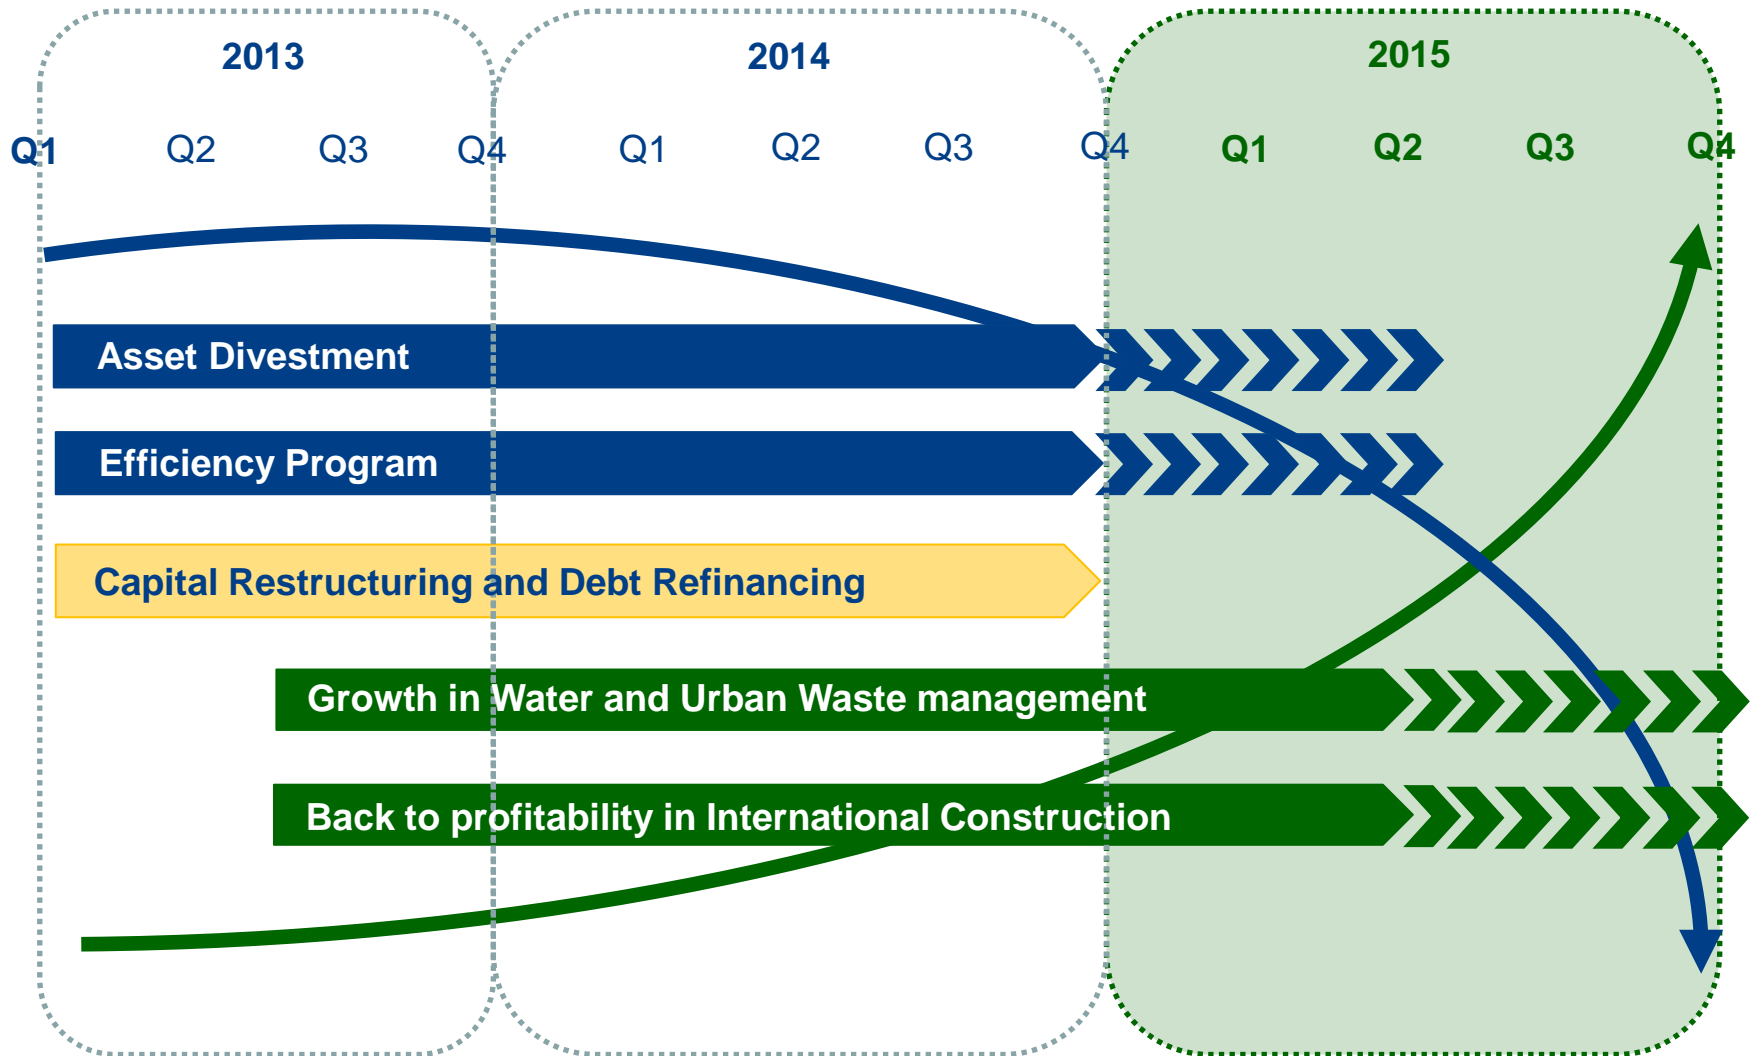 2013 2014 2015
Q1 Q2 Q3 Q4 Q1 Q2 Q3 Q4 Q1 Q2 Q3 Q4
Asset Divestment
Efficiency Program
Capital Restructuring and Debt Refinancing
Growth in Water and Urban Waste management
Back to profitability in International Construction